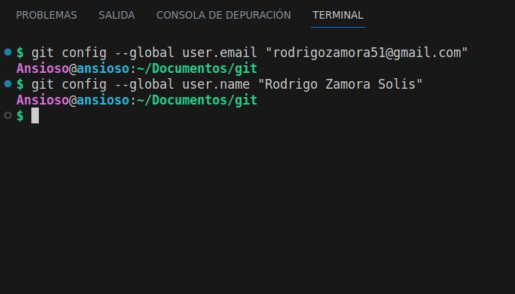 PROBLEMAS SALIDA CONSOLA DE DEPURACIÓN TERMINAL
$ git config --global user.email "rodrigozamora51@gmail.com"
Ansioso@ansioso:~/Documentos/git
$ git config --global user.name "Rodrigo Zamora Solis"
Ansioso@ansioso:~/Documentos/git
$